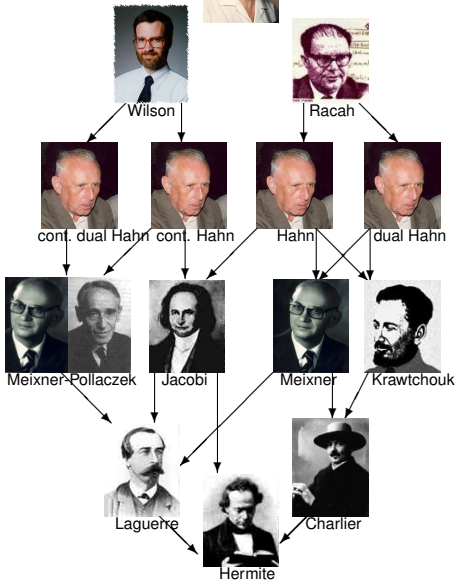 Wilson
Racah
cont. dual Hahn
cont. Hahn
Hahn
dual Hahn
Meixner-Pollaczek
Jacobi
Meixner
Krawtchouk
Laguerre
Charlier
Hermite